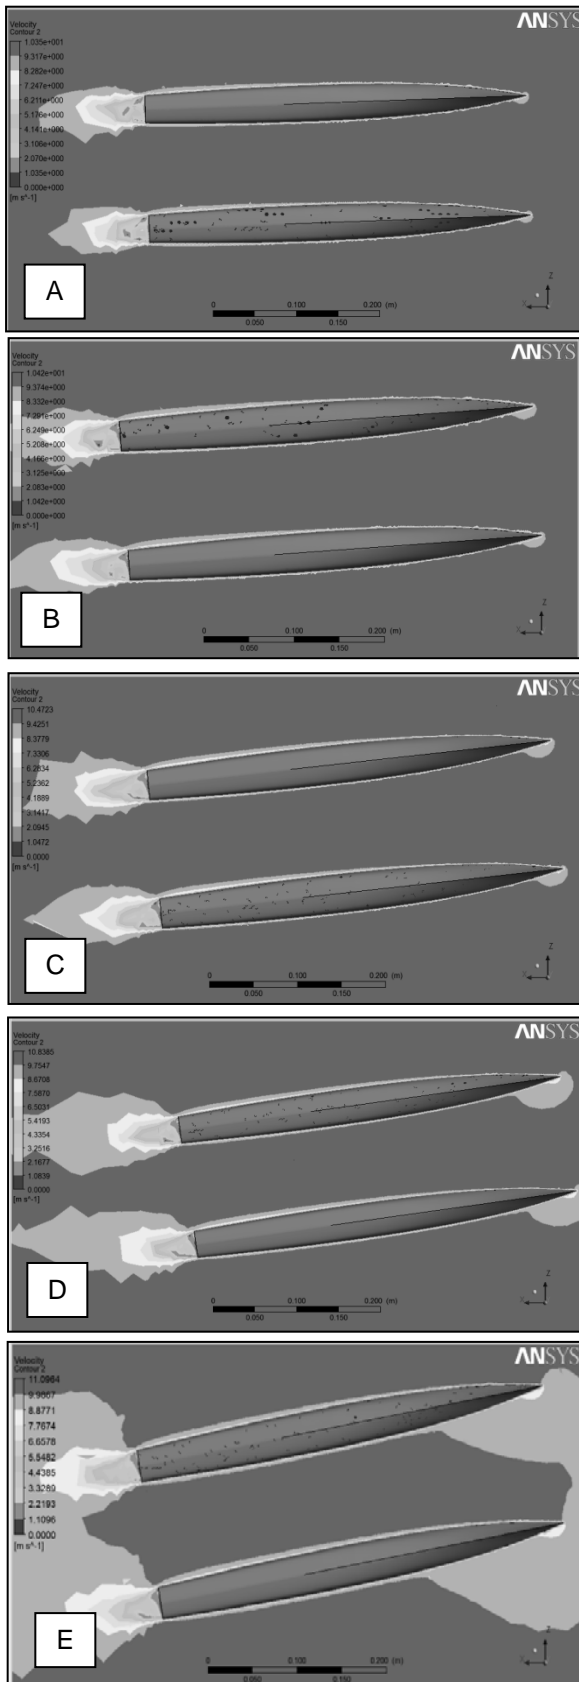 Velocity
Contour 2
1.035e+001
9.317e+000
8.282e+000
7.247e+000
6.211e+000
5.176e+000
4.141e+000
3.106e+000
2.070e+000
1.035e+000
0.000e+000
[m s^-1]
ANSYS
A
0 0.100 0.200 (m)
0.050 0.150
Z
X
Velocity
Contour 2
1.042e+001
9.374e+000
8.332e+000
7.291e+000
6.249e+000
5.208e+000
4.166e+000
3.125e+000
2.083e+000
1.042e+000
0.000e+000
[m s^-1]
ANSYS
B
0 0.100 0.200 (m)
0.050 0.150
Z
X
Velocity
Contour 2
10.4723
9.4251
8.3779
7.3306
6.2834
5.2362
4.1889
3.1417
2.0945
1.0472
0.0000
[m s^-1]
ANSYS
C
0 0.100 0.200 (m)
0.050 0.150
Z
X
Velocity
Contour 2
10.8385
9.7547
8.6708
7.5870
6.5031
5.4193
4.3354
3.2516
2.1677
1.0839
0.0000
[m s^-1]
ANSYS
D
0 0.100 0.200 (m)
0.050 0.150
Z
X
Velocity
Contour 2
11.0964
9.9867
8.8771
7.7674
6.6578
5.5482
4.4385
3.3289
2.2193
1.1096
0.0000
[m s^-1]
ANSYS
E
0 0.100 0.200 (m)
0.050 0.150
Z
X